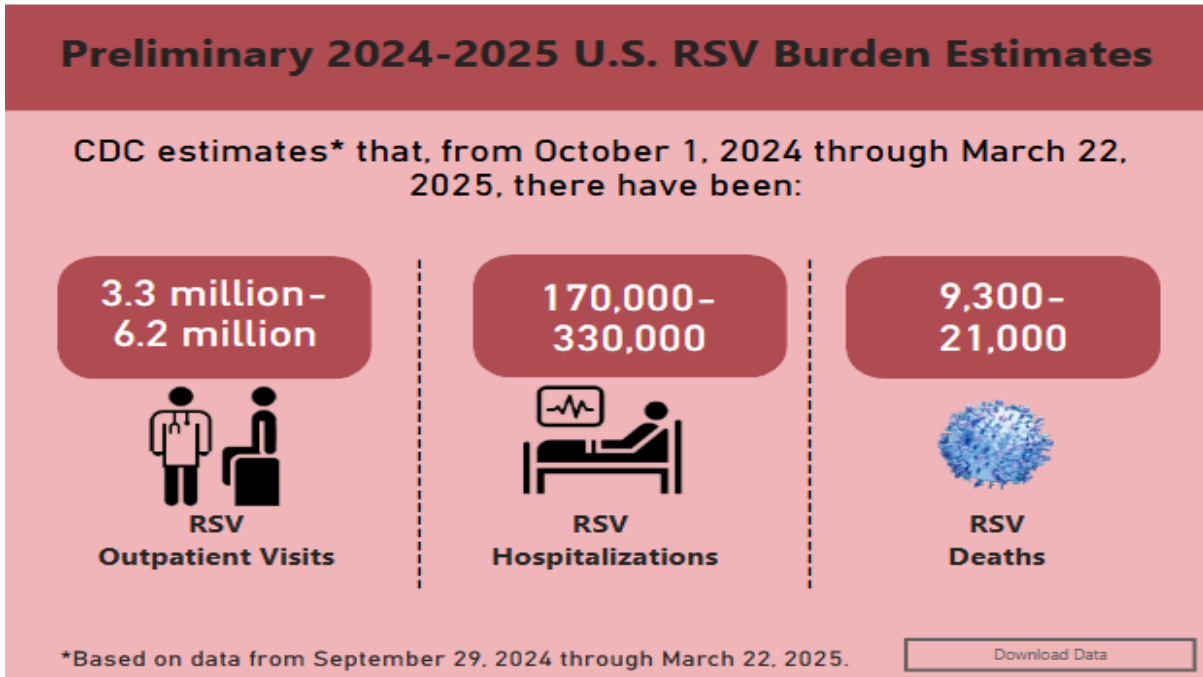 Preliminary 2024-2025 U.S. RSV Burden Estimates
CDC estimates* that, from October 1, 2024 through March 22,
2025, there have been:
3.3 million–
6.2 million
RSV
Outpatient Visits
170,000–
330,000
RSV
Hospitalizations
9,300–
21,000
RSV
Deaths
*Based on data from September 29, 2024 through March 22, 2025.
Download Data